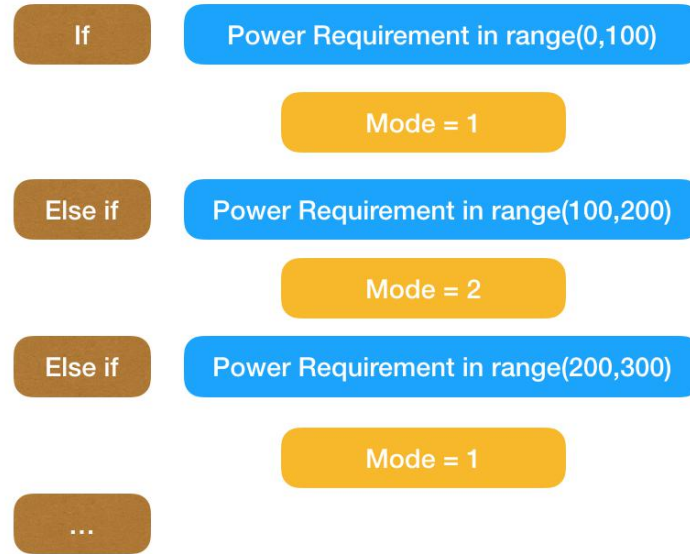 If
Power Requirement in range(0,100)
Mode = 1
Else if
Power Requirement in range(100,200)
Mode = 2
Else if
Power Requirement in range(200,300)
Mode = 1
...